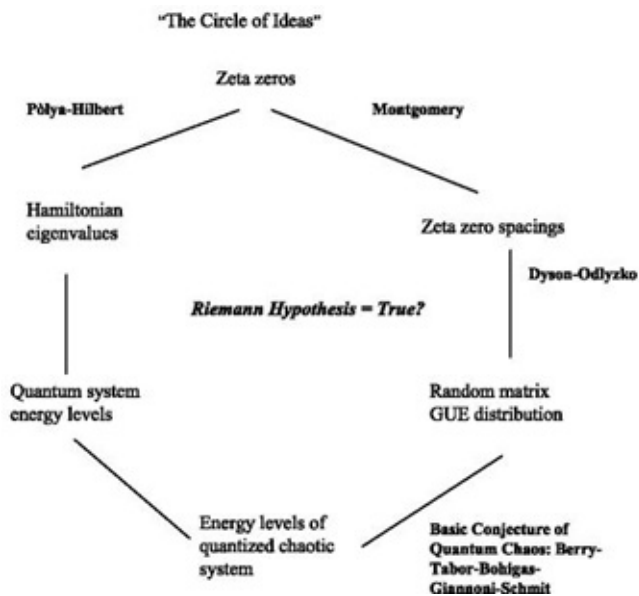 "The Circle of Ideas"
Zeta zeros
Pòlya-Hilbert
Montgomery
Hamiltonian
eigenvalues
Zeta zero spacings
Dyson-Odlyzko
Riemann Hypothesis = True?
Quantum system
energy levels
Random matrix
GUE distribution
Energy levels of
quantized chaotic
system
Basic Conjecture of
Quantum Chaos: Berry-
Tabor-Bohigas-
Giannoni-Schmit